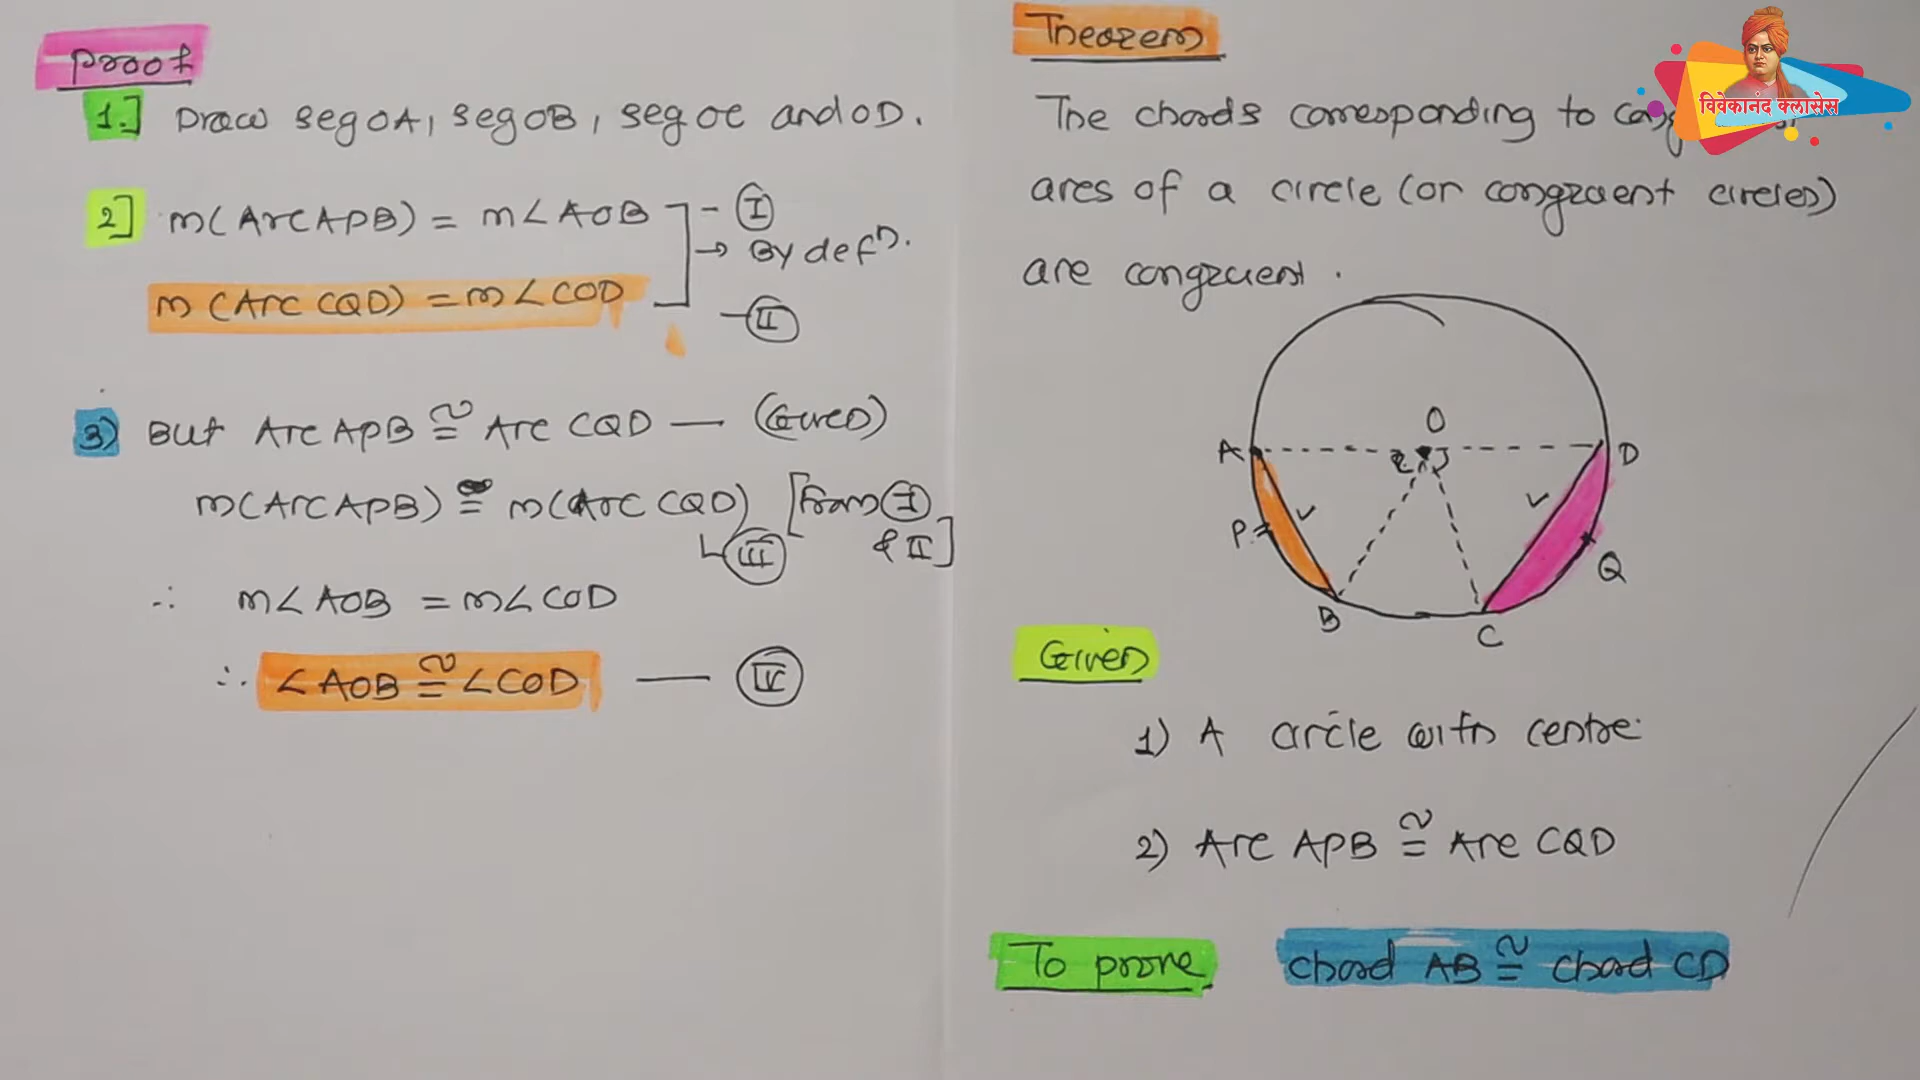 Proof
1.] Draw seg OA, seg OB, seg OC and OD.
2] m(Arc APB) = m∠AOB - I
→ By defn.
m(Arc CQD) = m∠COD - II
3) But Arc APB ≅ Arc CQD — (Given)
m(Arc APB) = m(Arc CQD) [From I & II]
III
∴ m∠AOB = m∠COD
∴ ∠AOB ≅ ∠COD — IV
Theorem
The chords corresponding to
arcs of a circle (or congruent circles)
are congruent.
O
A
D
P
Q
B
C
Given
1) A circle with centre
2) Arc APB ≅ Arc CQD
To prove chord AB ≅ chord CD
विवेकानंद क्लासेस